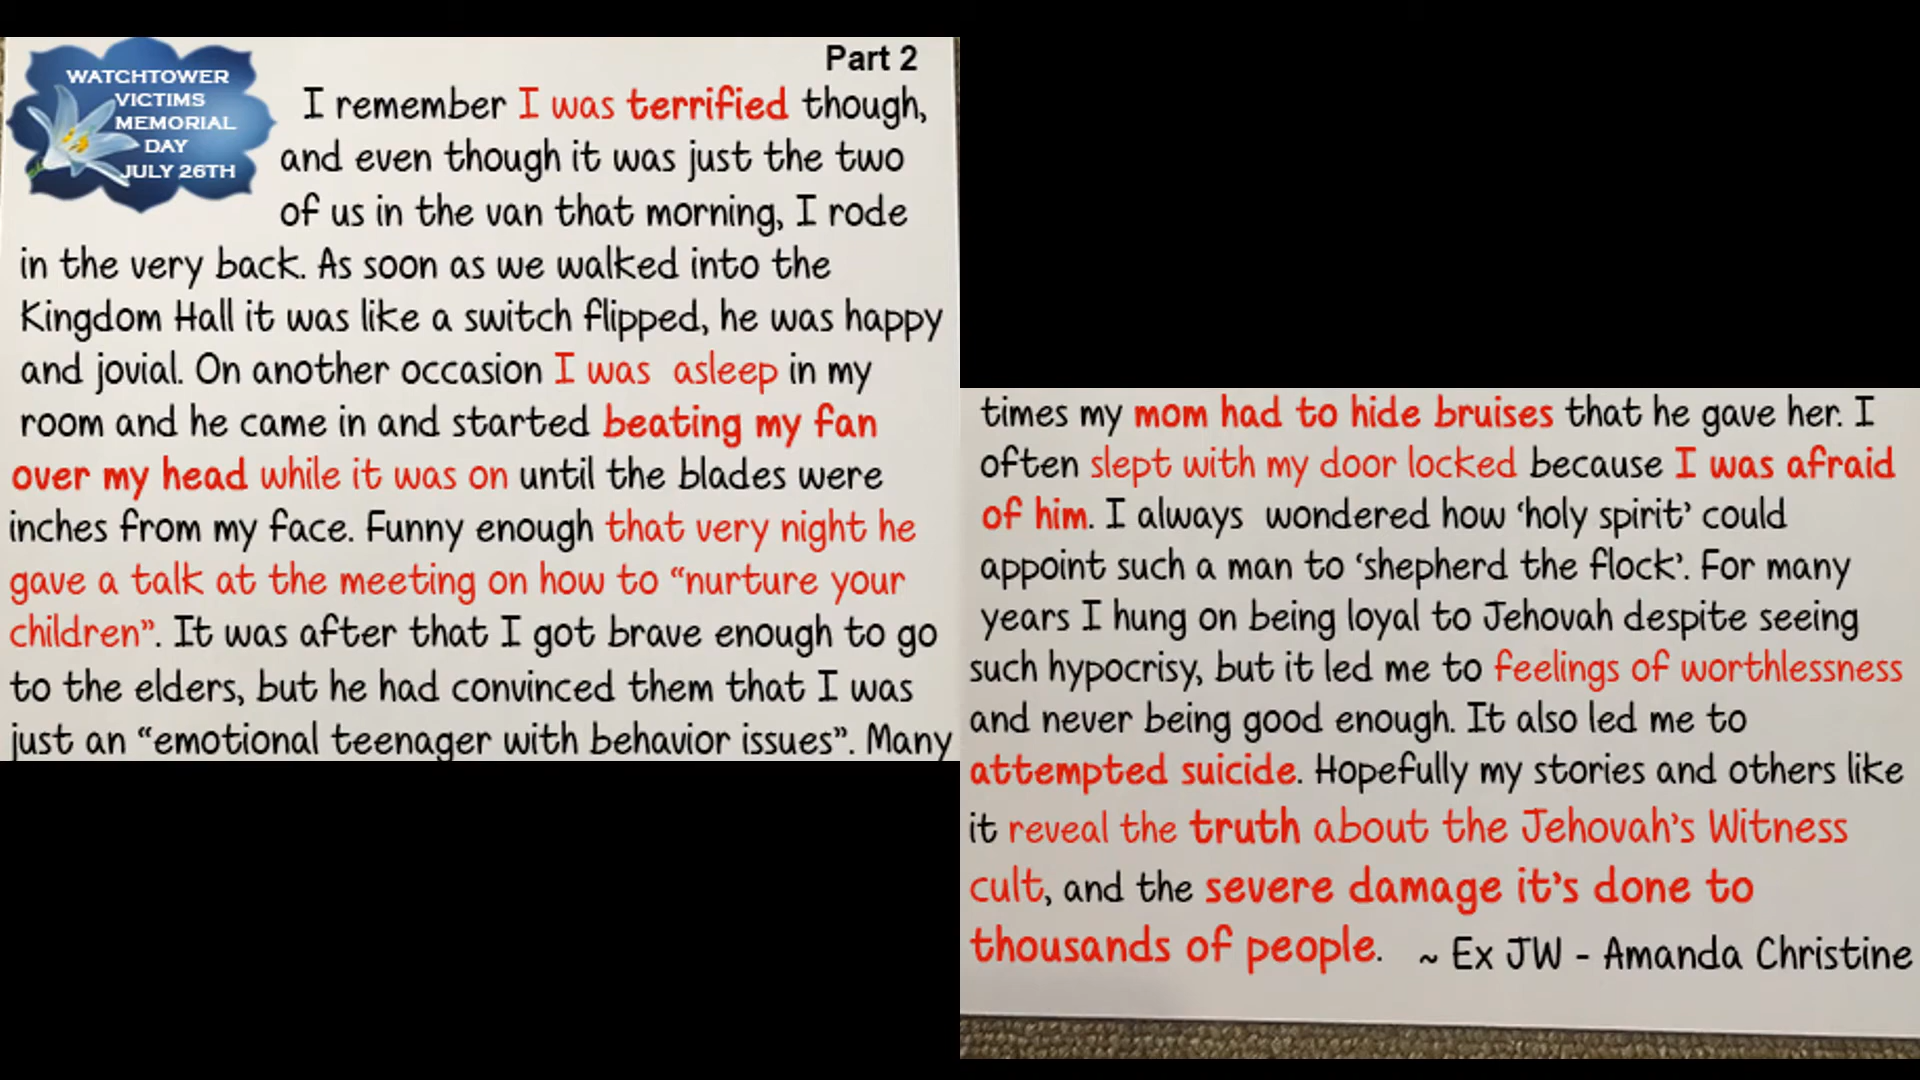 WATCHTOWER
VICTIMS
MEMORIAL
DAY
JULY 26TH
Part 2
I remember I was terrified though,
and even though it was just the two
of us in the van that morning, I rode
in the very back. As soon as we walked into the
Kingdom Hall it was like a switch flipped, he was happy
and jovial. On another occasion I was asleep in my
room and he came in and started beating my fan
over my head while it was on until the blades were
inches from my face. Funny enough that very night he
gave a talk at the meeting on how to “nurture your
children”. It was after that I got brave enough to go
to the elders, but he had convinced them that I was
just an “emotional teenager with behavior issues”. Many
times my mom had to hide bruises that he gave her. I
often slept with my door locked because I was afraid
of him. I always wondered how ‘holy spirit’ could
appoint such a man to ‘shepherd the flock’. For many
years I hung on being loyal to Jehovah despite seeing
such hypocrisy, but it led me to feelings of worthlessness
and never being good enough. It also led me to
attempted suicide. Hopefully my stories and others like
it reveal the truth about the Jehovah’s Witness
cult, and the severe damage it’s done to
thousands of people. ~ Ex JW - Amanda Christine